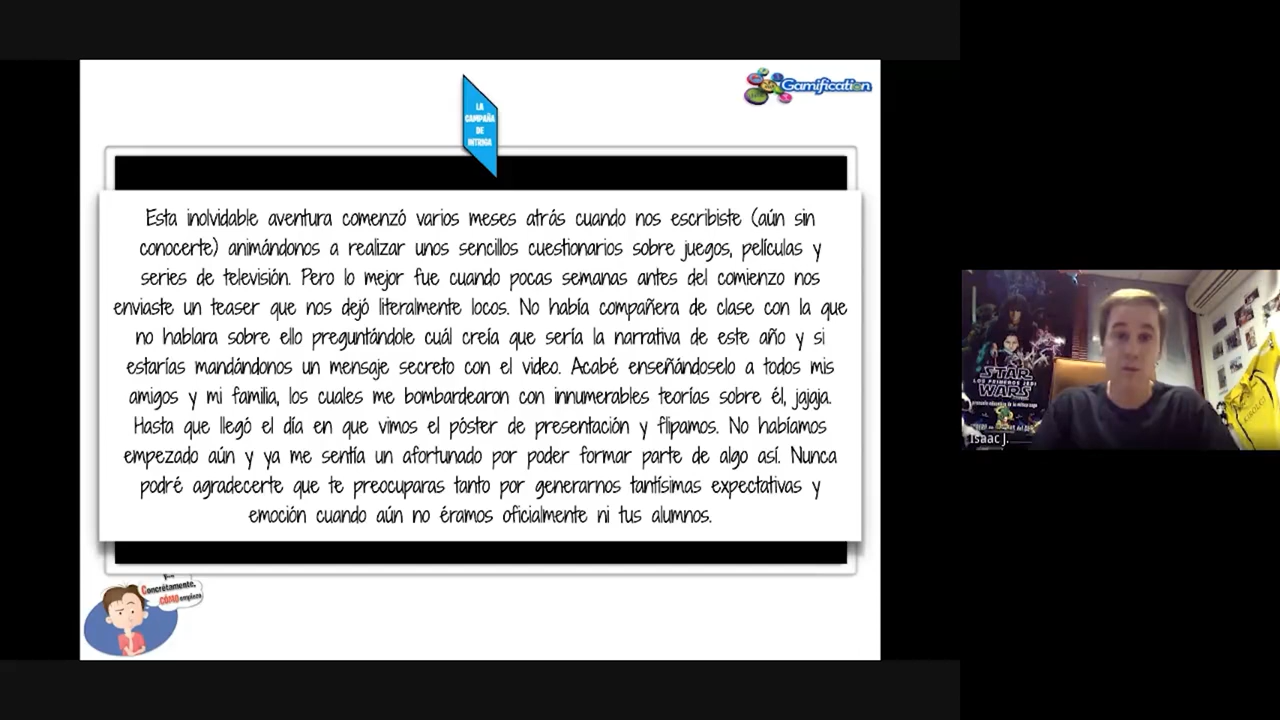 LA
CAMPAÑA
DE
INTRIGA
Gamification
Esta inolvidable aventura comenzó varios meses atrás cuando nos escribiste (aún sin
conocerte) animándonos a realizar unos sencillos cuestionarios sobre juegos, películas y
series de televisión. Pero lo mejor fue cuando pocas semanas antes del comienzo nos
enviaste un teaser que nos dejó literalmente locos. No había compañera de clase con la que
no hablara sobre ello preguntándole cuál creía que sería la narrativa de este año y si
estarías mandándonos un mensaje secreto con el video. Acabé enseñándoselo a todos mis
amigos y mi familia, los cuales me bombardearon con innumerables teorías sobre él, jajaja.
Hasta que llegó el día en que vimos el póster de presentación y flipamos. No habíamos
empezado aún y ya me sentía un afortunado por poder formar parte de algo así. Nunca
podré agradecerte que te preocuparas tanto por generarnos tantísimas expectativas y
emoción cuando aún no éramos oficialmente ni tus alumnos.
Concrétamente,
CÓMO empieza
STAR
LOS PRIMEROS JEDI
WARS
Isaac J.